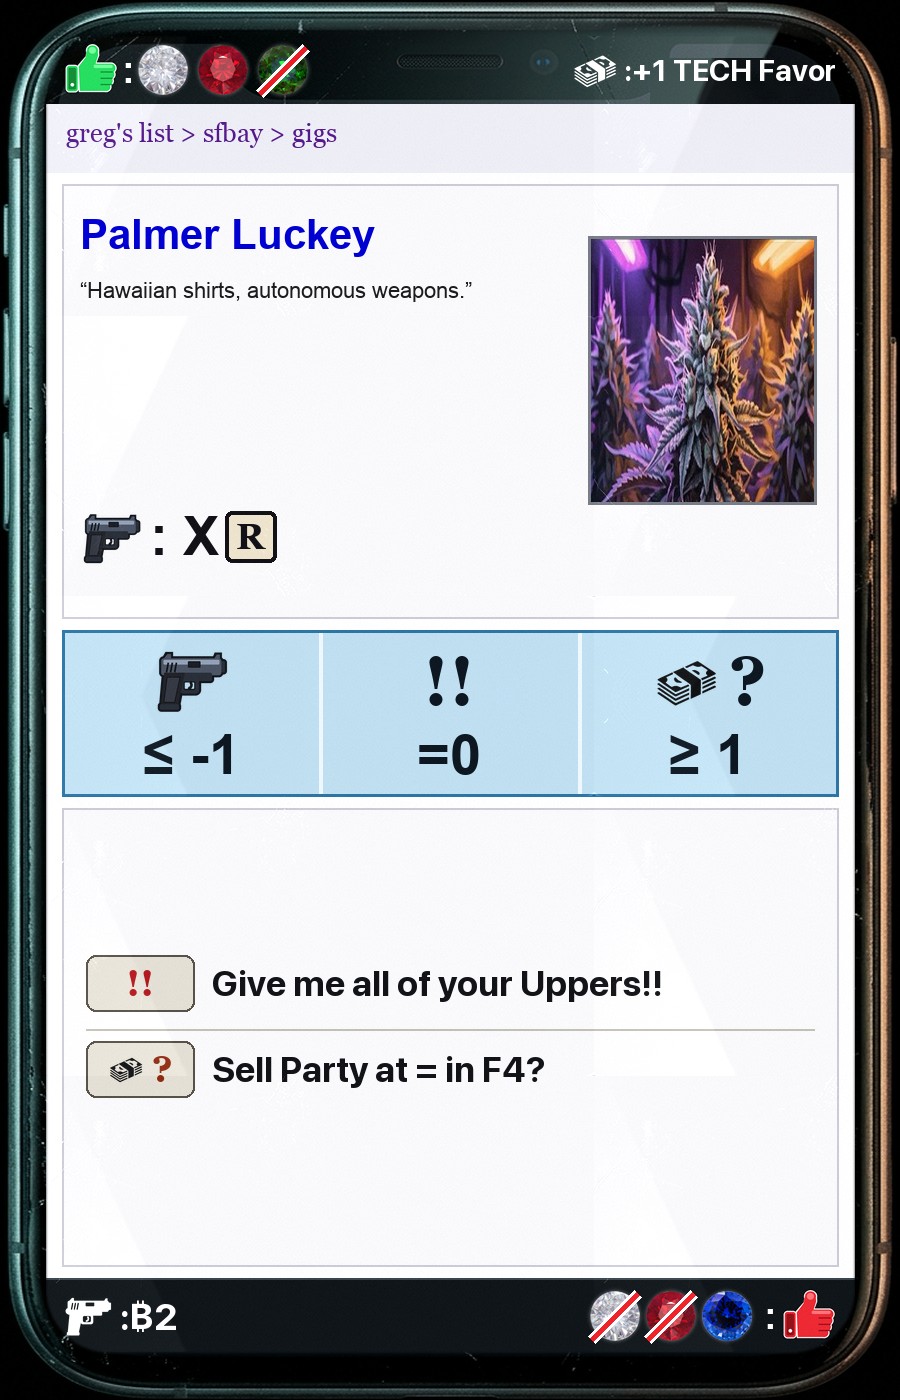 : :+1 TECH Favor
greg's list > sfbay > gigs
Palmer Luckey
“Hawaiian shirts, autonomous weapons.”
: X R
!! ?
≤ -1 =0 ≥ 1
!! Give me all of your Uppers!!
? Sell Party at = in F4?
:₿2 :